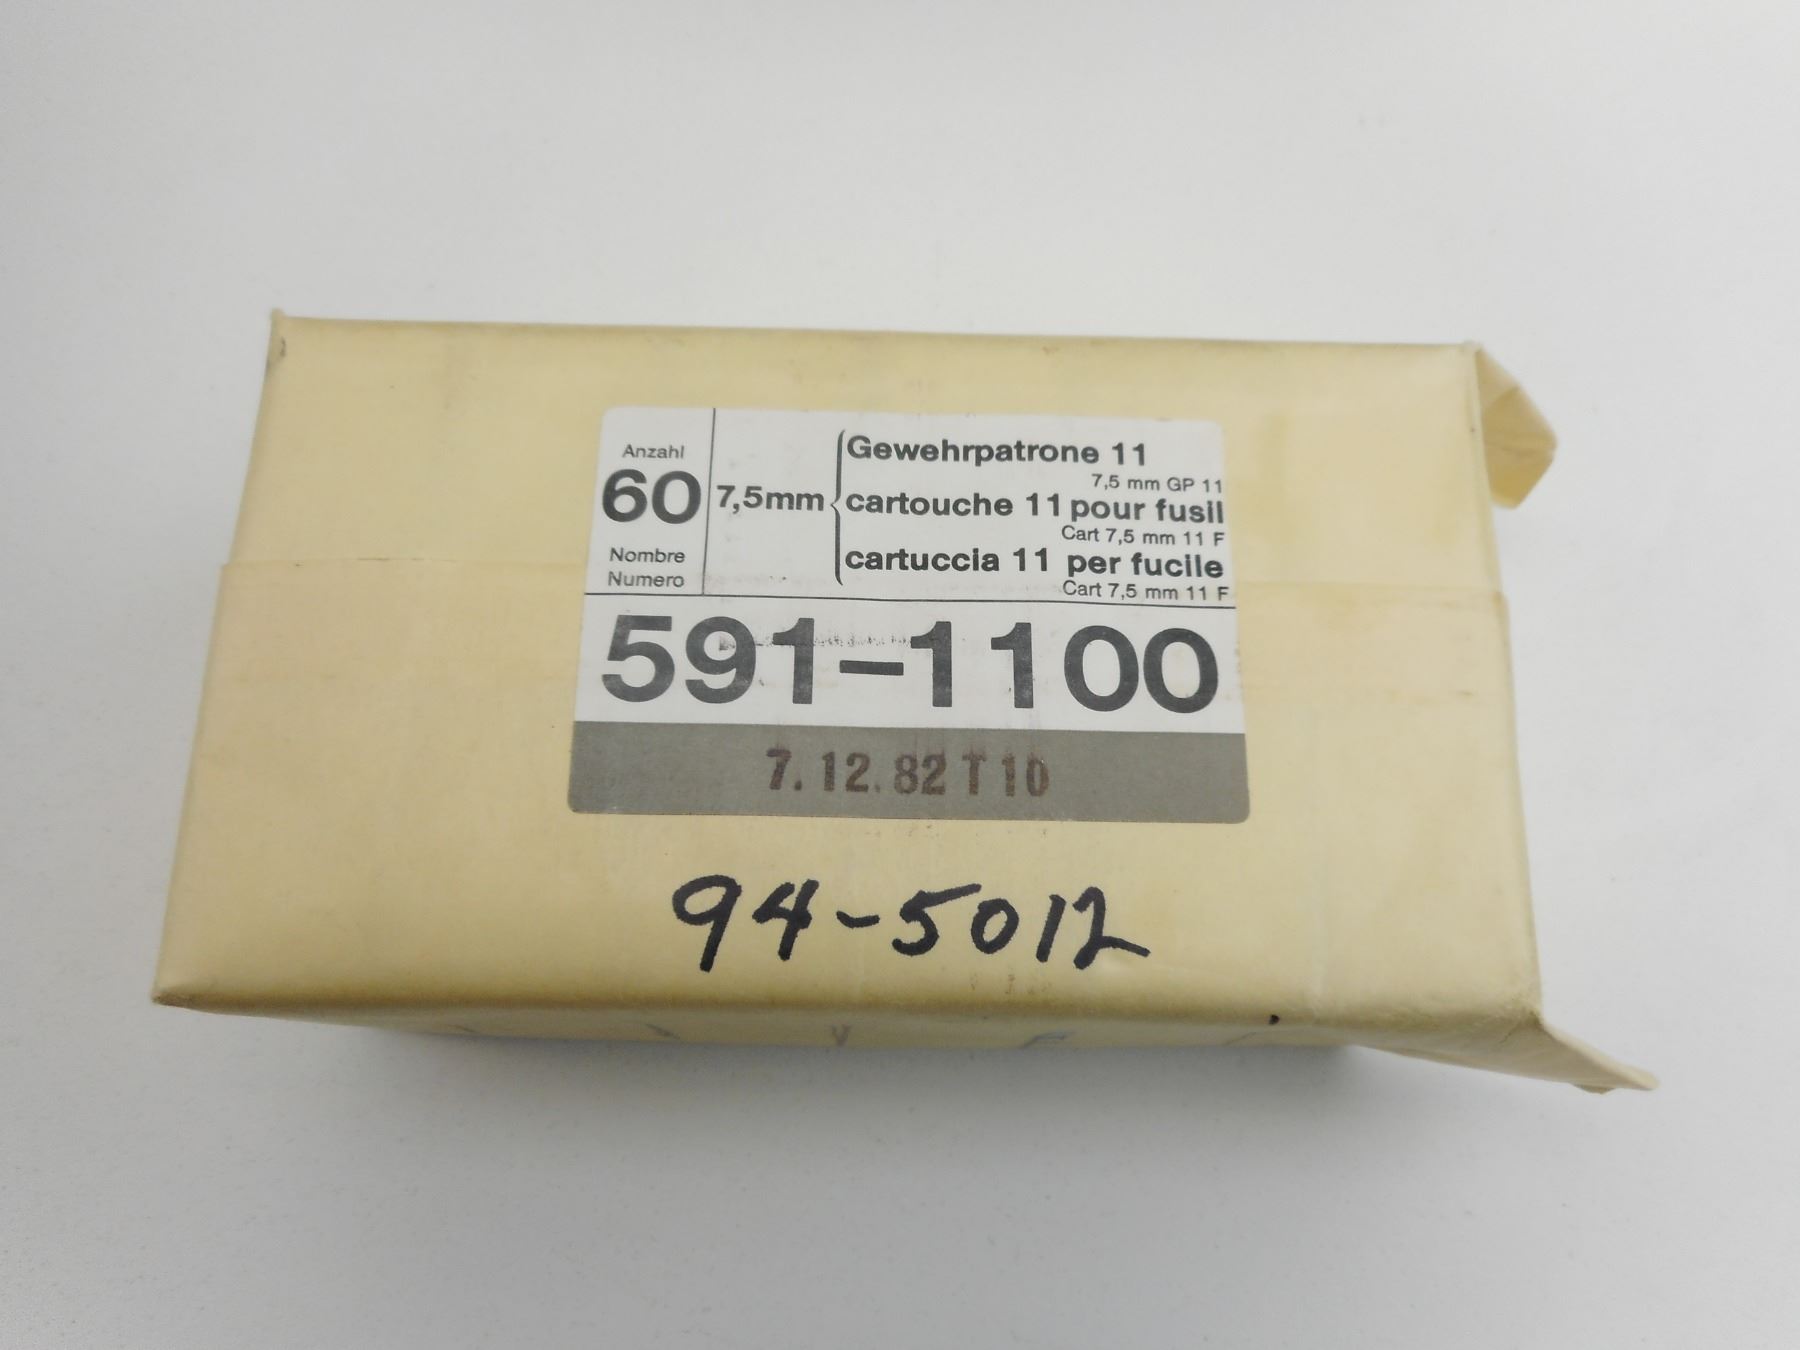 Anzahl
60
Nombre
Numero
7,5mm
Gewehrpatrone 11
7,5 mm GP 11
cartouche 11 pour fusil
Cart 7,5 mm 11 F
cartuccia 11 per fucile
Cart 7,5 mm 11 F
591-1100
7. 12. 82 T 10
94-5012